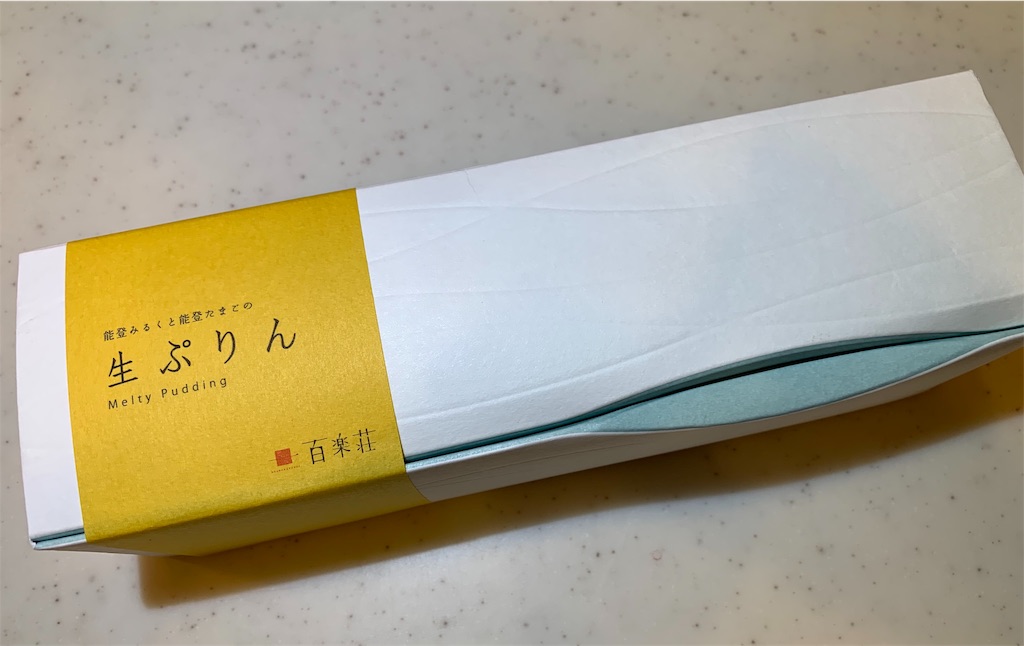 能登みるくと能登たまごの
生ぷりん
Melty Pudding
百楽荘